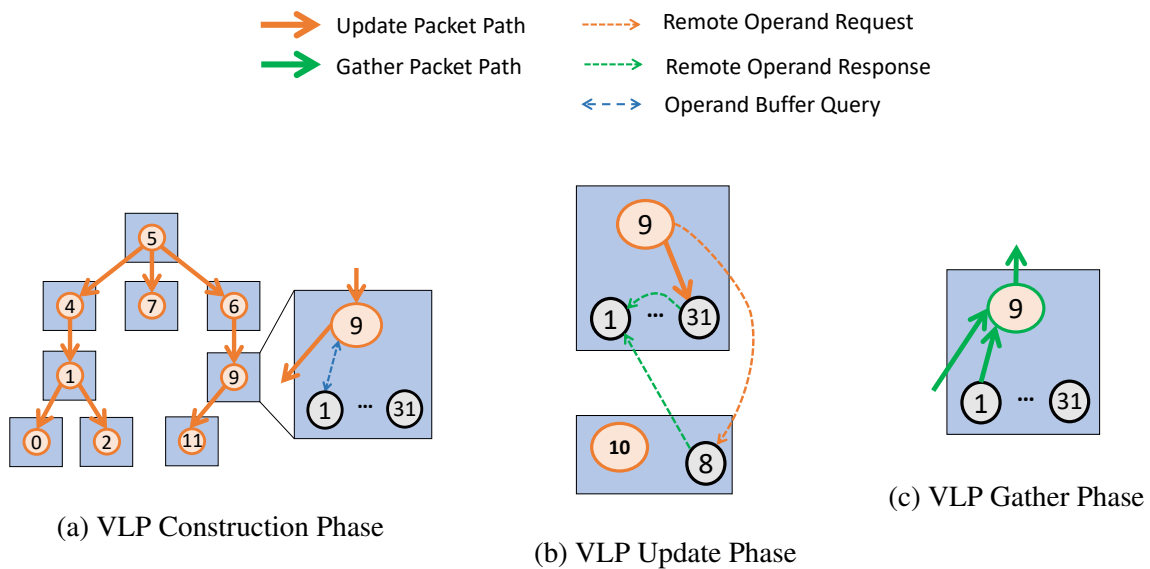 Update Packet Path
Remote Operand Request
Gather Packet Path
Remote Operand Response
Operand Buffer Query
5
4
7
6
1
9
0
2
11
9
1
...
31
(a) VLP Construction Phase
9
1
...
31
10
8
(b) VLP Update Phase
9
1
...
31
(c) VLP Gather Phase